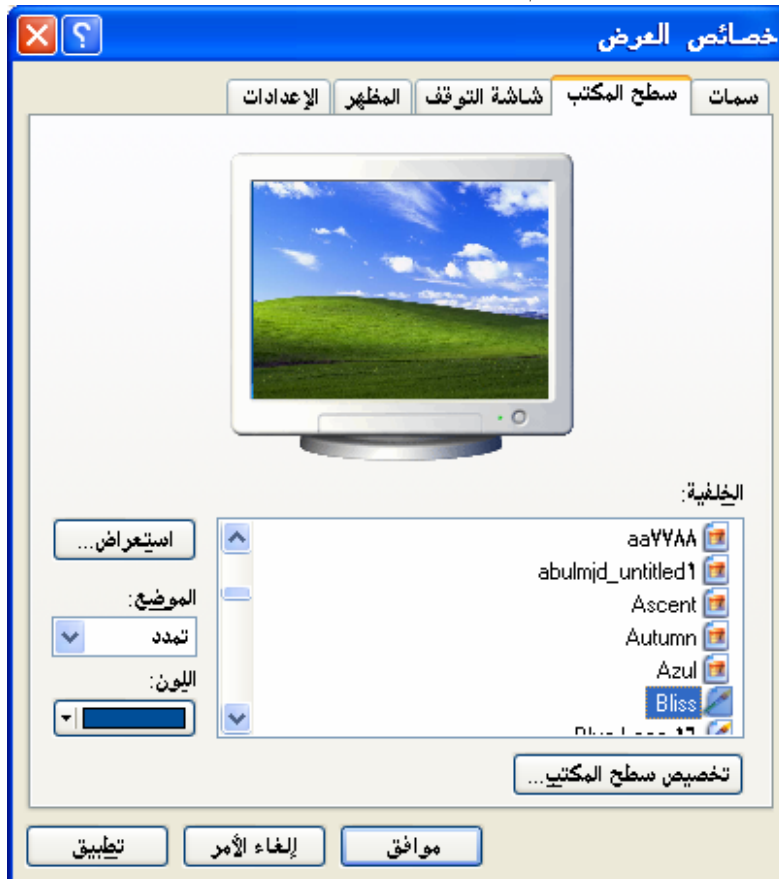 خصائص العرض
سمات
سطح المكتب
شاشة التوقف
المظهر
الإعدادات
الخلفية:
aa٧٧٨٨
abulmjd_untitled٦
Ascent
Autumn
Azul
Bliss
استعراض...
الموضع:
تمدد
اللون:
تخصيص سطح المكتب...
موافق
إلغاء الأمر
تطبيق